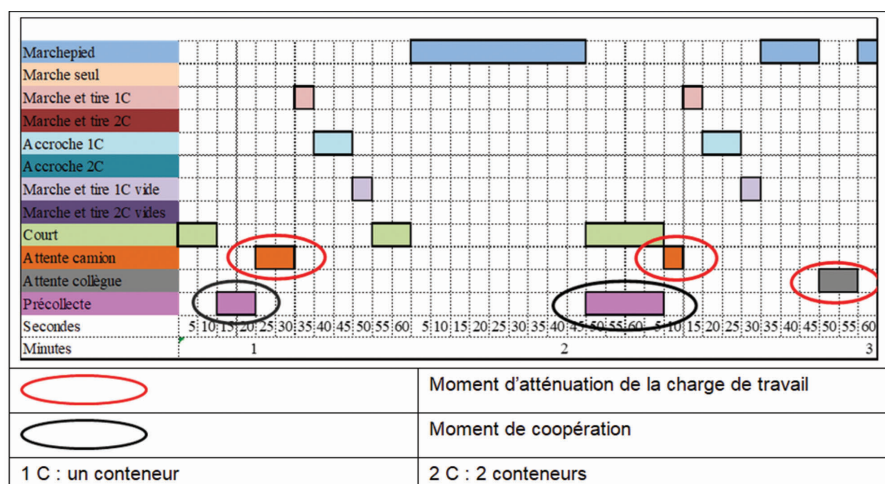 Marchepied
Marche seul
Marche et tire 1C
Marche et tire 2C
Accroche 1C
Accroche 2C
Marche et tire 1C vide
Marche et tire 2C vides
Court
Attente camion
Attente collègue
Précollecte
Secondes 5 10 15 20 25 30 35 40 45 50 55 60 5 10 15 20 25 30 35 40 45 50 55 60 5 10 15 20 25 30 35 40 45 50 55 60
Minutes 1 2 3
Moment d'atténuation de la charge de travail
Moment de coopération
1 C : un conteneur 2 C : 2 conteneurs